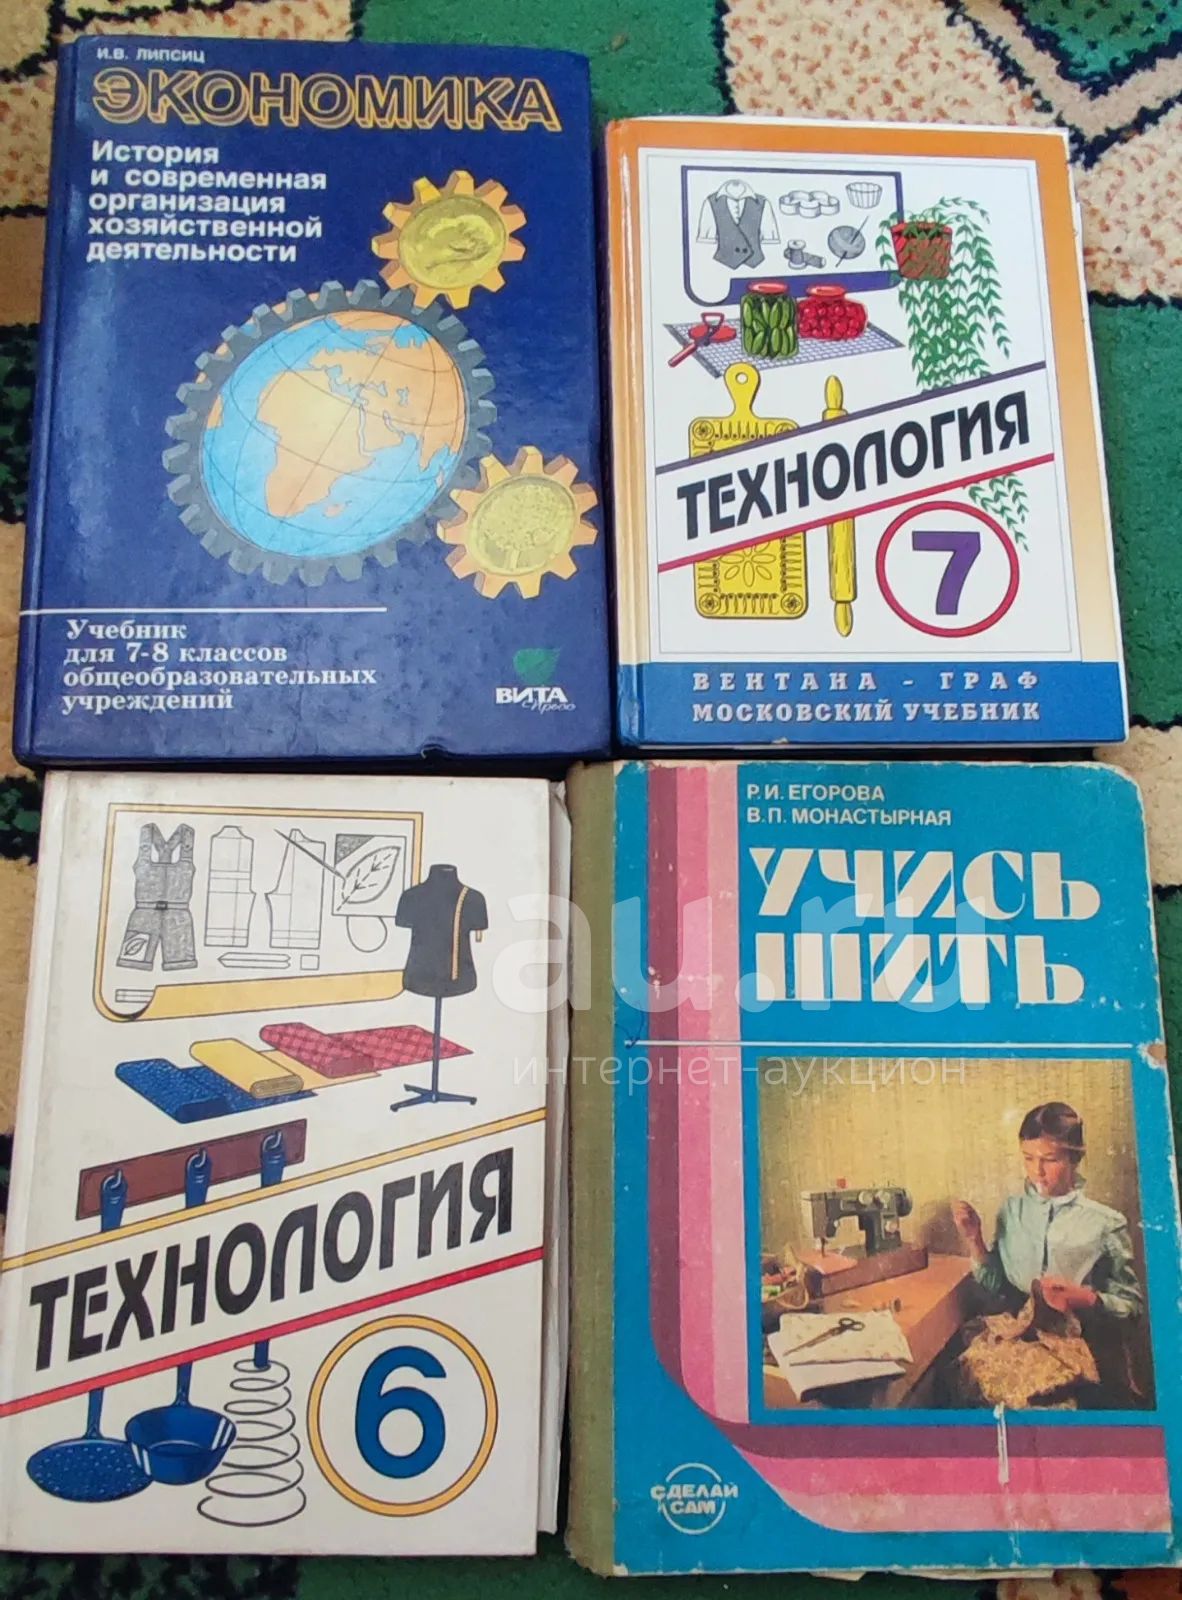 И.В. ЛИПСИЦ
ЭКОНОМИКА
История
и современная
организация
хозяйственной
деятельности
Учебник
для 7-8 классов
общеобразовательных
учреждений
ВИТА
Пресс
ТЕХНОЛОГИЯ
7
ВЕНТАНА - ГРАФ
МОСКОВСКИЙ УЧЕБНИК
ТЕХНОЛОГИЯ
6
Р.И. ЕГОРОВА
В.П. МОНАСТЫРНАЯ
УЧИСЬ
ШИТЬ
СДЕЛАЙ
САМ
au.ru
интернет-аукцион